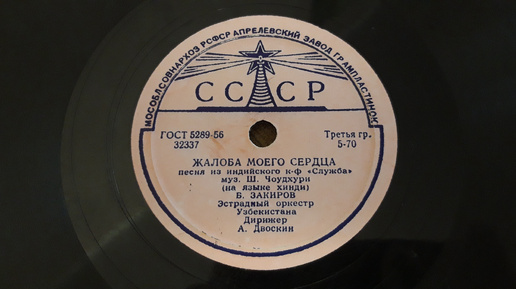 МОСОБЛСОВНАРХОЗ РСФСР АПРЕЛЕВСКИЙ ЗАВОД ГРАМПЛАСТИНОК
СССР
ГОСТ 5289-56
32337
Третья гр.
5-70
ЖАЛОБА МОЕГО СЕРДЦА
песня из индийского к-ф «Служба»
муз. Ш. Чоудхури
(на языке хинди)
Б. ЗАКИРОВ
Эстрадный оркестр
Узбекистана
Дирижер
А. Двоскин